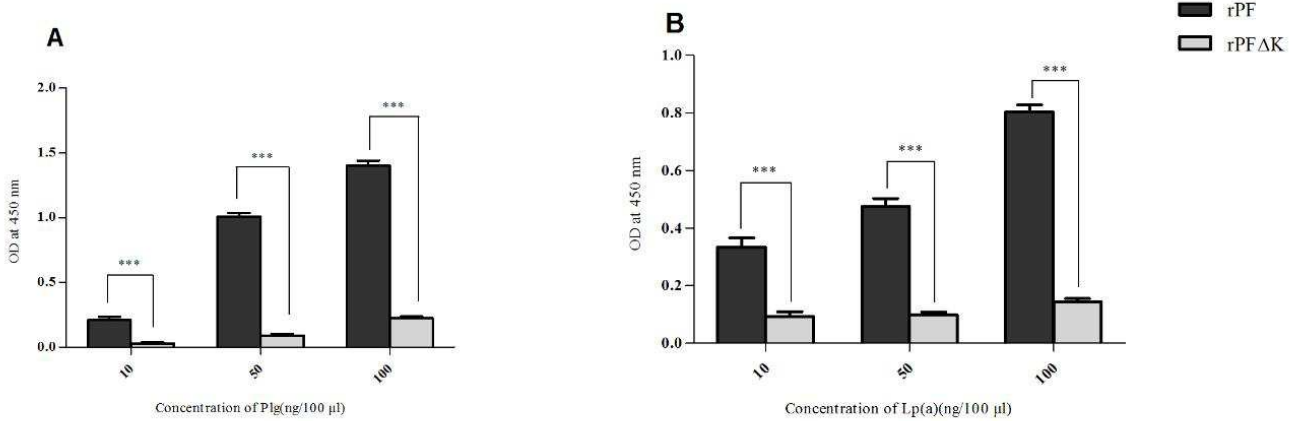 A
B
rPF
rPFΔK
OD at 450 nm
2.0
1.5
1.0
0.5
0.0
***
***
***
10
50
100
Concentration of Plg(ng/100 μl)
OD at 450 nm
1.0
0.8
0.6
0.4
0.2
0.0
***
***
***
10
50
100
Concentration of Lp(a)(ng/100 μl)